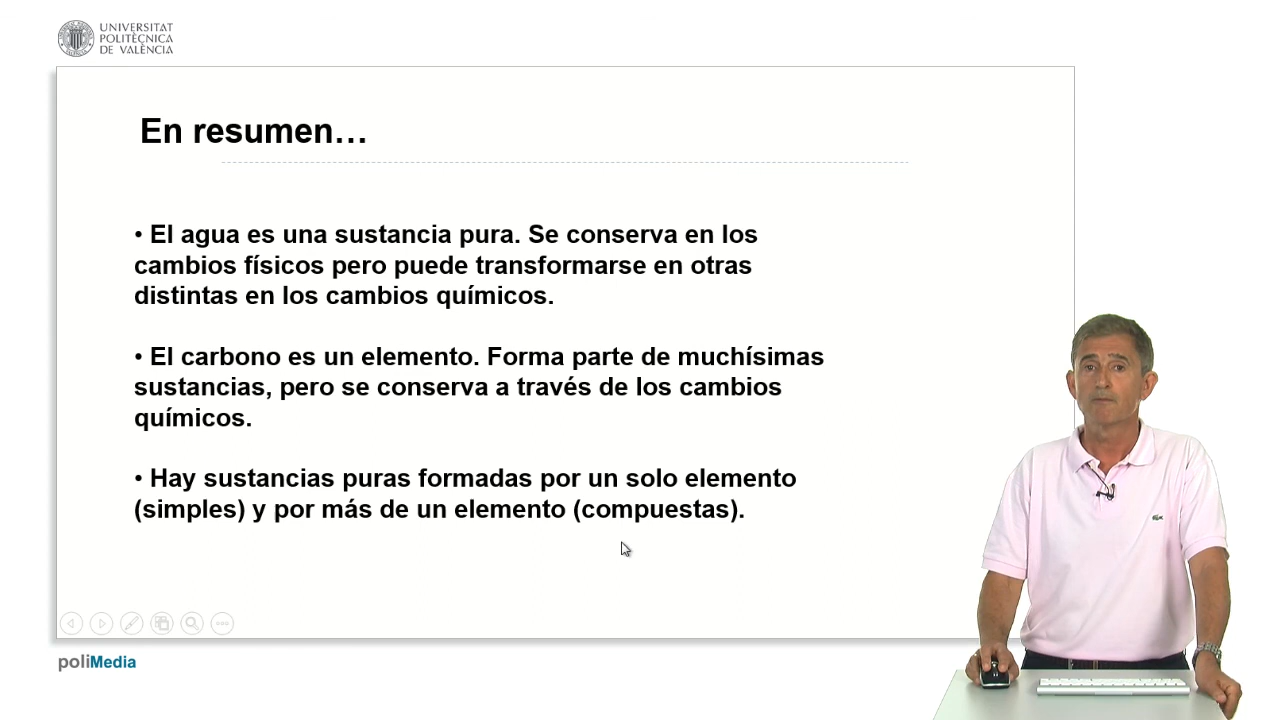 UNIVERSITAT
POLITÈCNICA
DE VALÈNCIA
En resumen…
• El agua es una sustancia pura. Se conserva en los
cambios físicos pero puede transformarse en otras
distintas en los cambios químicos.
• El carbono es un elemento. Forma parte de muchísimas
sustancias, pero se conserva a través de los cambios
químicos.
• Hay sustancias puras formadas por un solo elemento
(simples) y por más de un elemento (compuestas).
poliMedia